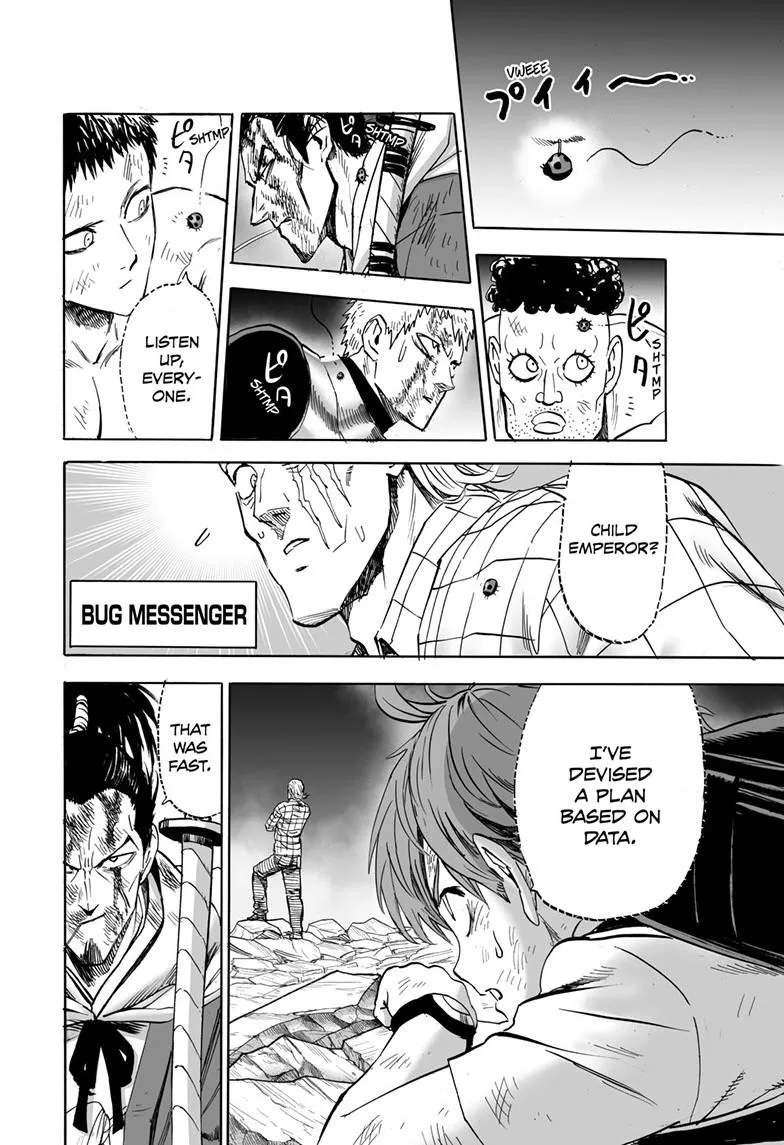 VWEEE
プイィ〜..
SHTMP
ピタ
SHTMP
ピタ
SHTMP
ピタ
SHTMP
ピタ
LISTEN
UP,
EVERY-
ONE.
CHILD
EMPEROR?
BUG MESSENGER
I'VE
DEVISED
A PLAN
BASED ON
DATA.
THAT
WAS
FAST.